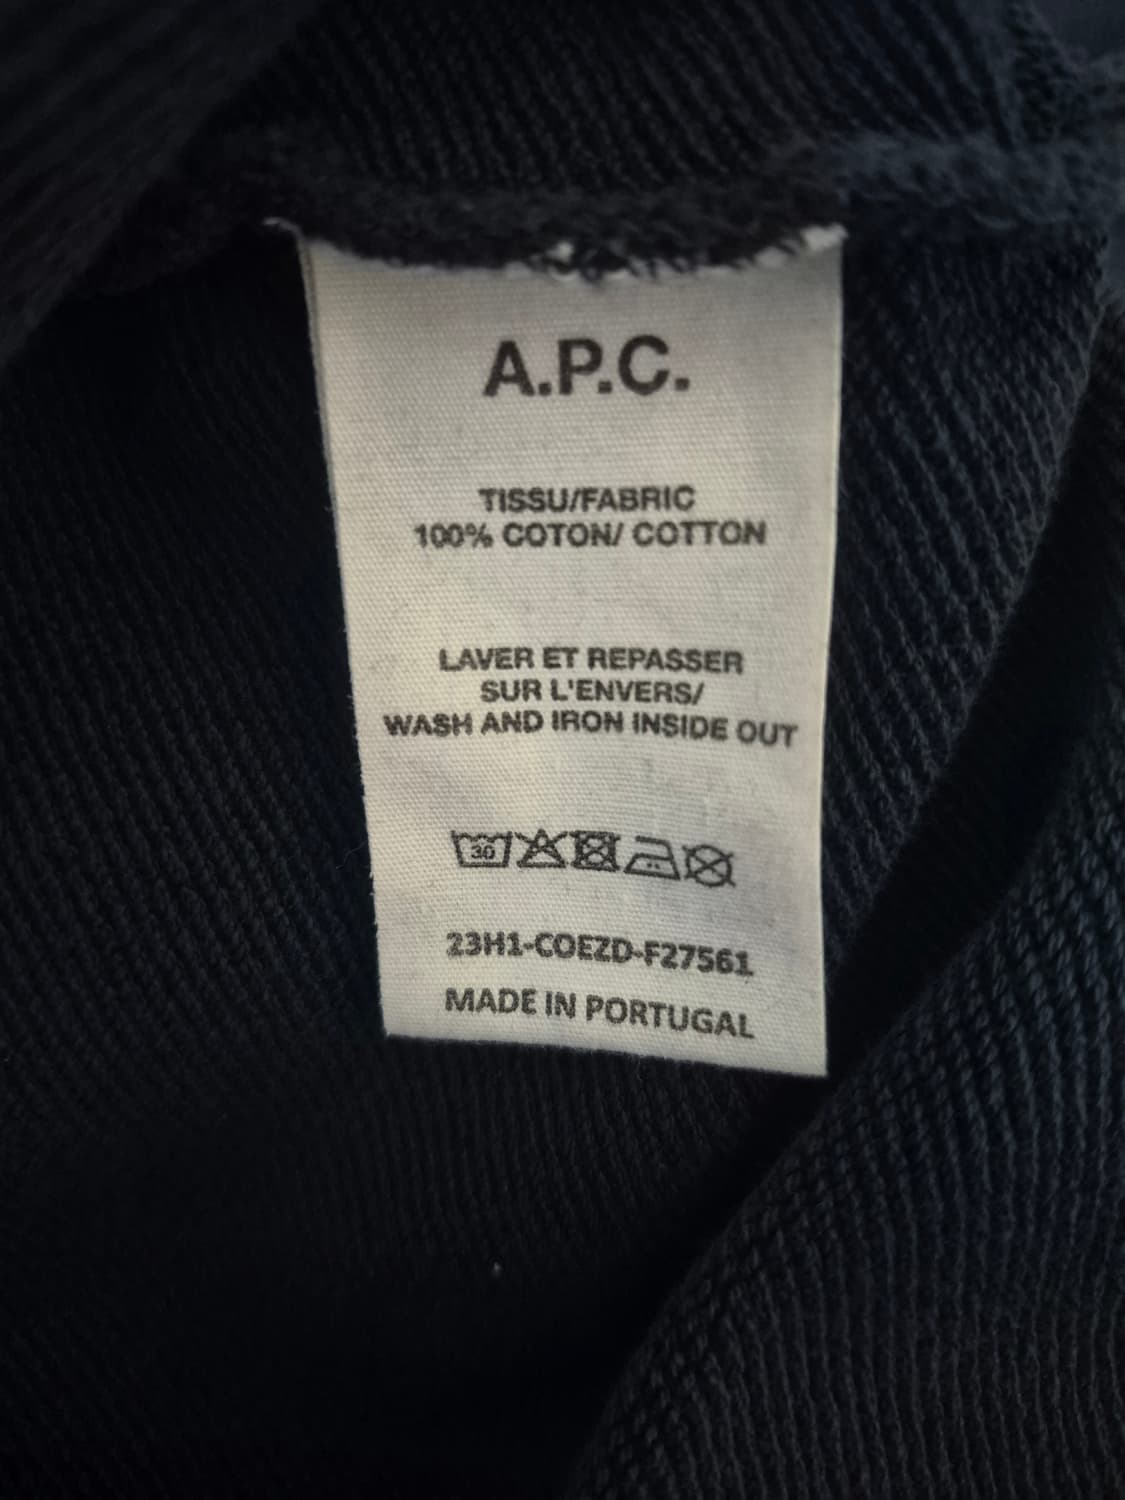 A.P.C.
TISSU/FABRIC
100% COTON/ COTTON
LAVER ET REPASSER
SUR L'ENVERS/
WASH AND IRON INSIDE OUT
30
23H1-COEZD-F27561
MADE IN PORTUGAL